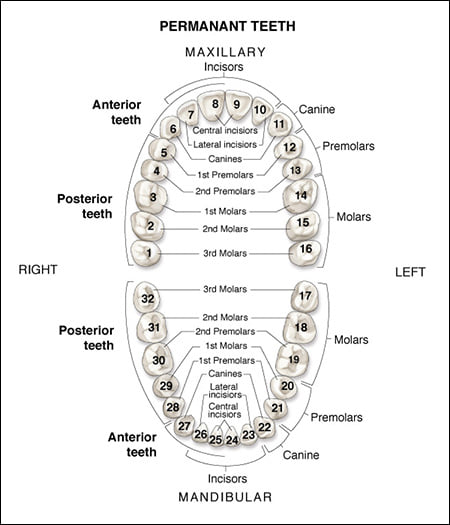 PERMANANT TEETH
MAXILLARY
Incisors
Anterior
teeth
Canine
Premolars
7 8 9 10
6 11
5 12
4 13
3 14
2 15
1 16
Central incisors
Lateral incisors
Canines
1st Premolars
2nd Premolars
1st Molars
2nd Molars
3rd Molars
Posterior
teeth
Molars
RIGHT
LEFT
32 17
31 18
30 19
29 20
28 21
27 22
26 25 24 23
3rd Molars
2nd Molars
2nd Premolars
1st Molars
1st Premolars
Canines
Lateral
incisiors
Central
incisiors
Posterior
teeth
Molars
Premolars
Anterior
teeth
Canine
Incisors
MANDIBULAR